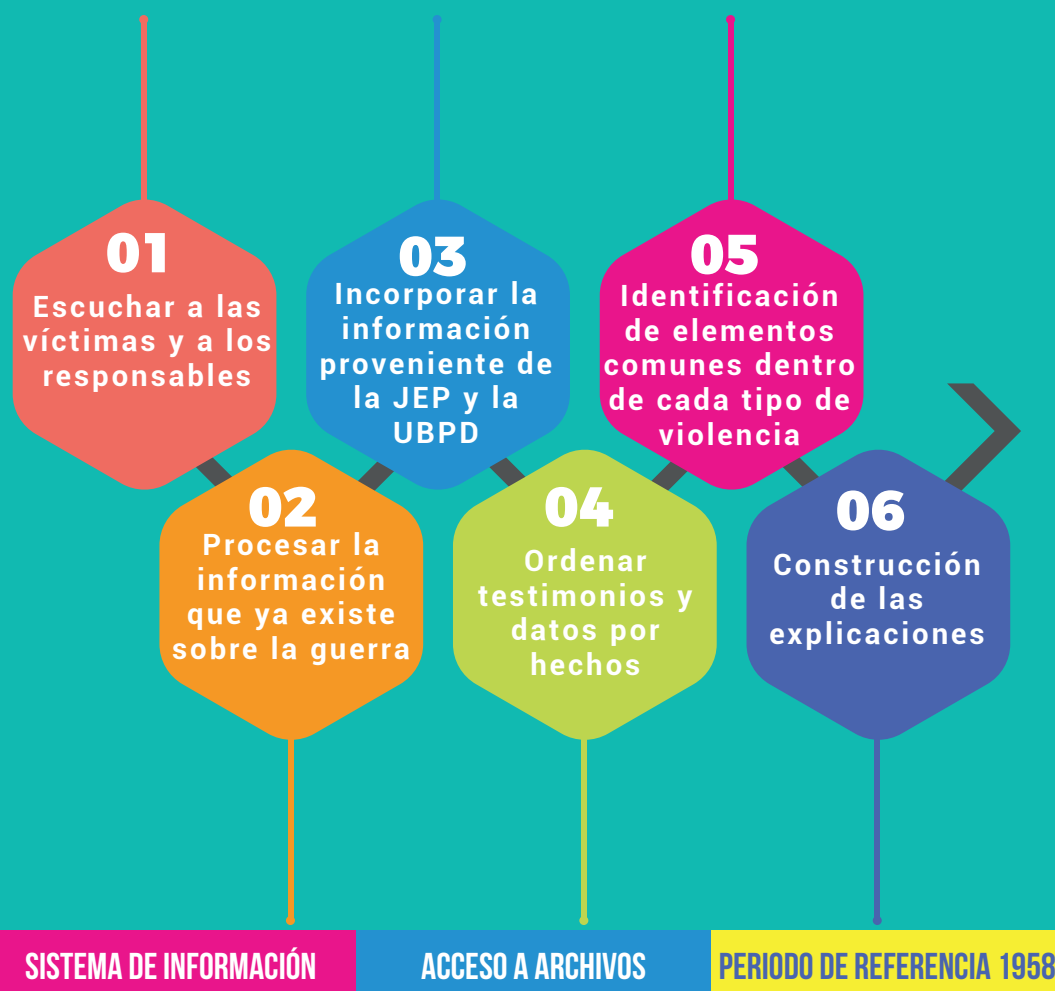 01
Escuchar a las
víctimas y a los
responsables
02
Procesar la
información
que ya existe
sobre la guerra
03
Incorporar la
información
proveniente de
la JEP y la
UBPD
04
Ordenar
testimonios y
datos por
hechos
05
Identificación
de elementos
comunes dentro
de cada tipo de
violencia
06
Construcción
de las
explicaciones
SISTEMA DE INFORMACIÓN
ACCESO A ARCHIVOS
PERIODO DE REFERENCIA 1958